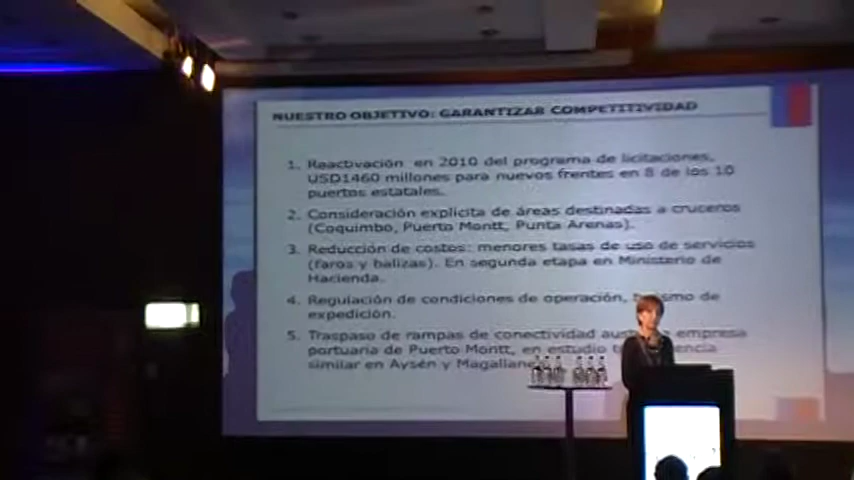 NUESTRO OBJETIVO: GARANTIZAR COMPETITIVIDAD
1. Reactivación en 2010 del programa de licitaciones,
USD1460 millones para nuevos frentes en 8 de los 10
puertos estatales.
2. Consideración explícita de áreas destinadas a cruceros
(Coquimbo, Puerto Montt, Punta Arenas).
3. Reducción de costos: menores tasas de uso de servicios
(faros y balizas). En segunda etapa en Ministerio de
Hacienda.
4. Regulación de condiciones de operación, de
expedición.
5. Traspaso de rampas de conectividad a empresa
portuaria de Puerto Montt, en estudio
similar en Aysén y Magallanes